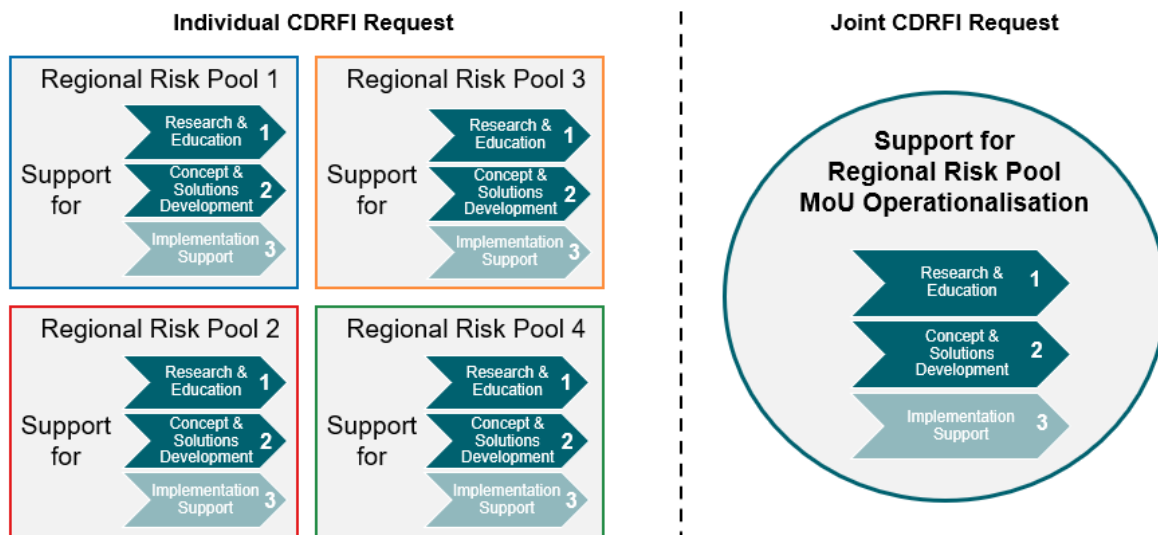 Individual CDRFI Request
Regional Risk Pool 1
Support
for
Research &
Education
1
Concept &
Solutions
Development
2
Implementation
Support
3
Regional Risk Pool 3
Support
for
Research &
Education
1
Concept &
Solutions
Development
2
Implementation
Support
3
Regional Risk Pool 2
Support
for
Research &
Education
1
Concept &
Solutions
Development
2
Implementation
Support
3
Regional Risk Pool 4
Support
for
Research &
Education
1
Concept &
Solutions
Development
2
Implementation
Support
3
Joint CDRFI Request
Support for
Regional Risk Pool
MoU Operationalisation
Research &
Education
1
Concept &
Solutions
Development
2
Implementation
Support
3